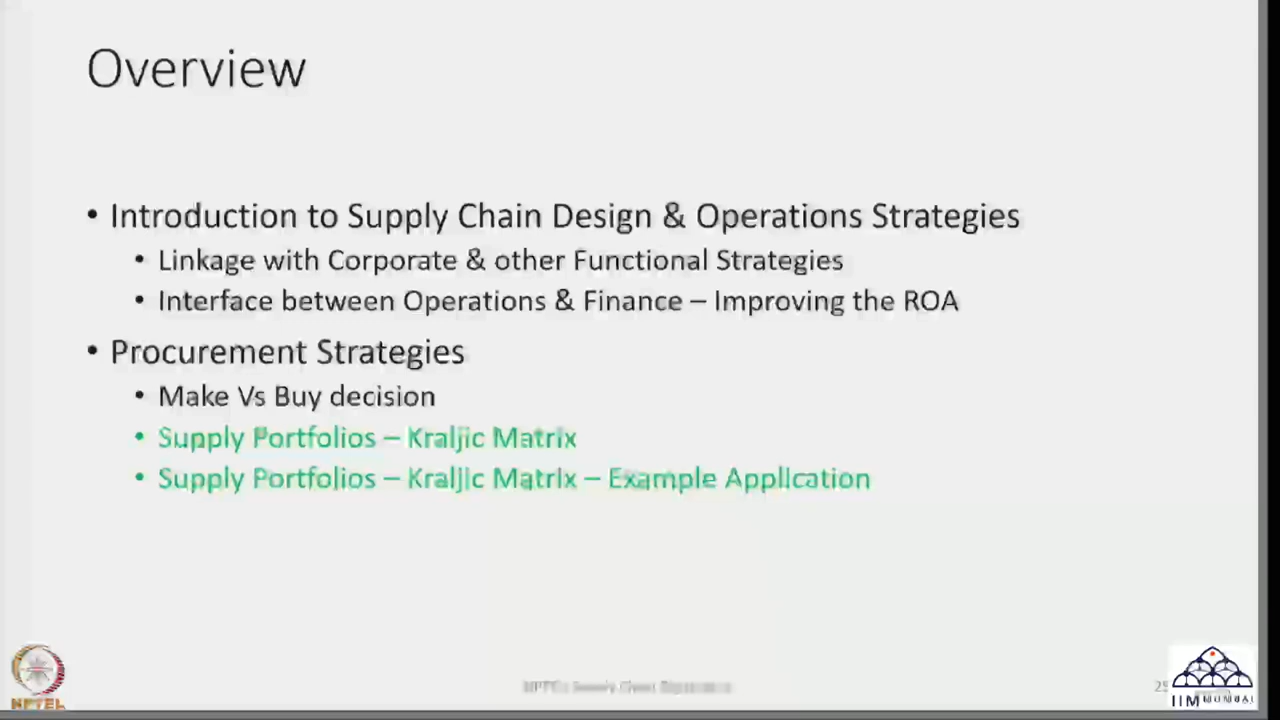 Overview
• Introduction to Supply Chain Design & Operations Strategies
• Linkage with Corporate & other Functional Strategies
• Interface between Operations & Finance – Improving the ROA
• Procurement Strategies
• Make Vs Buy decision
• Supply Portfolios – Kraljic Matrix
• Supply Portfolios – Kraljic Matrix – Example Application
NPTEL
IIM MUMBAI